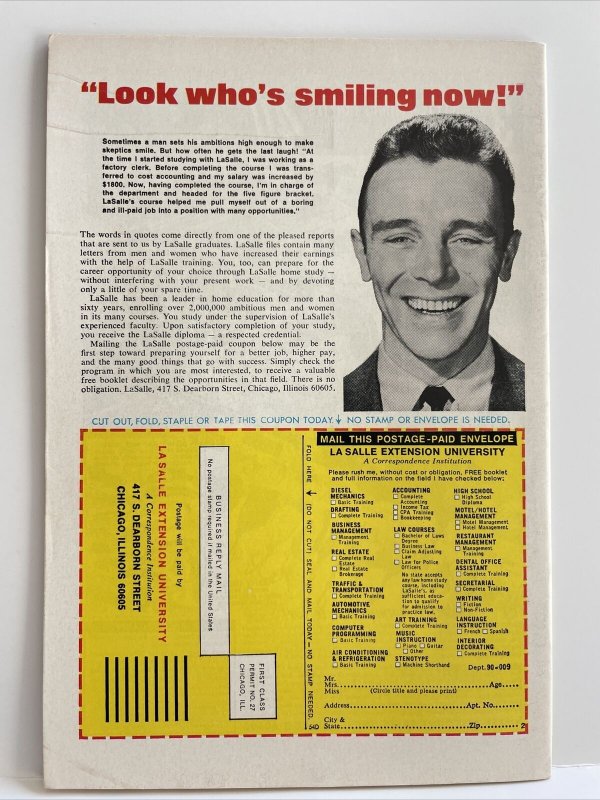 "Look who's smiling now!"
Sometimes a man sets his ambitions high enough to make
skeptics smile. But how often he gets the last laugh! "At
the time I started studying with LaSalle, I was working as a
factory clerk. Before completing the course I was trans-
ferred to cost accounting and my salary was increased by
$1800. Now, having completed the course, I'm in charge of
the department and headed for the five figure bracket.
LaSalle's course helped me pull myself out of a boring
and ill-paid job into a position with many opportunities."
The words in quotes come directly from one of the pleased reports
that are sent to us by LaSalle graduates. LaSalle files contain many
letters from men and women who have increased their earnings
with the help of LaSalle training. You, too, can prepare for the
career opportunity of your choice through LaSalle home study —
without interfering with your present work — and by devoting
only a little of your spare time.
LaSalle has been a leader in home education for more than
sixty years, enrolling over 2,000,000 ambitious men and women
in its many courses. You study under the supervision of LaSalle's
experienced faculty. Upon satisfactory completion of your study,
you receive the LaSalle diploma — a respected credential.
Mailing the LaSalle postage-paid coupon below may be the
first step toward preparing yourself for a better job, higher pay,
and the many good things that go with success. Simply check the
program in which you are most interested, to receive a valuable
free booklet describing the opportunities in that field. There is no
obligation. LaSalle, 417 S. Dearborn Street, Chicago, Illinois 60605.
CUT OUT, FOLD, STAPLE OR TAPE THIS COUPON TODAY. NO STAMP OR ENVELOPE IS NEEDED.
FIRST CLASS
PERMIT NO. 27
CHICAGO, ILL.
BUSINESS REPLY MAIL
No postage stamp required if mailed in the United States
Postage will be paid by
LA SALLE EXTENSION UNIVERSITY
A Correspondence Institution
417 S. DEARBORN STREET
CHICAGO, ILLINOIS 60605
FOLD HERE (DO NOT CUT) SEAL AND MAIL TODAY—NO STAMP NEEDED.
540
MAIL THIS POSTAGE-PAID ENVELOPE
LA SALLE EXTENSION UNIVERSITY
A Correspondence Institution
Please rush me, without cost or obligation, FREE booklet
and full information on the field I have checked below:
DIESEL
MECHANICS
Basic Training
DRAFTING
Complete Training
BUSINESS
MANAGEMENT
Management
Training
REAL ESTATE
Complete Real
Estate
Real Estate
Brokerage
TRAFFIC &
TRANSPORTATION
Complete Training
AUTOMOTIVE
MECHANICS
Basic Training
COMPUTER
PROGRAMMING
Basic Training
AIR CONDITIONING
& REFRIGERATION
Basic Training
ACCOUNTING
Complete
Accounting
Income Tax
CPA Training
Bookkeeping
LAW COURSES
Bachelor of Laws
Degree
Business Law
Claim Adjusting
Law
Law for Police
Officers
No state accepts
any law home study
course, including
LaSalle's, as
sufficient educa-
tion to qualify
for admission to
practice law.
ART TRAINING
Complete Training
MUSIC
INSTRUCTION
Piano Guitar
Other
STENOTYPE
Machine Shorthand
HIGH SCHOOL
High School
Diploma
MOTEL/HOTEL
MANAGEMENT
Motel Management
Hotel Management
RESTAURANT
MANAGEMENT
Management
Training
DENTAL OFFICE
ASSISTANT
Complete Training
SECRETARIAL
Complete Training
WRITING
Fiction
Non-Fiction
LANGUAGE
INSTRUCTION
French Spanish
INTERIOR
DECORATING
Complete Training
Dept. 90-009
Mr.
Mrs. Age
Miss (Circle title and please print)
Address Apt. No.
City &
State Zip 2